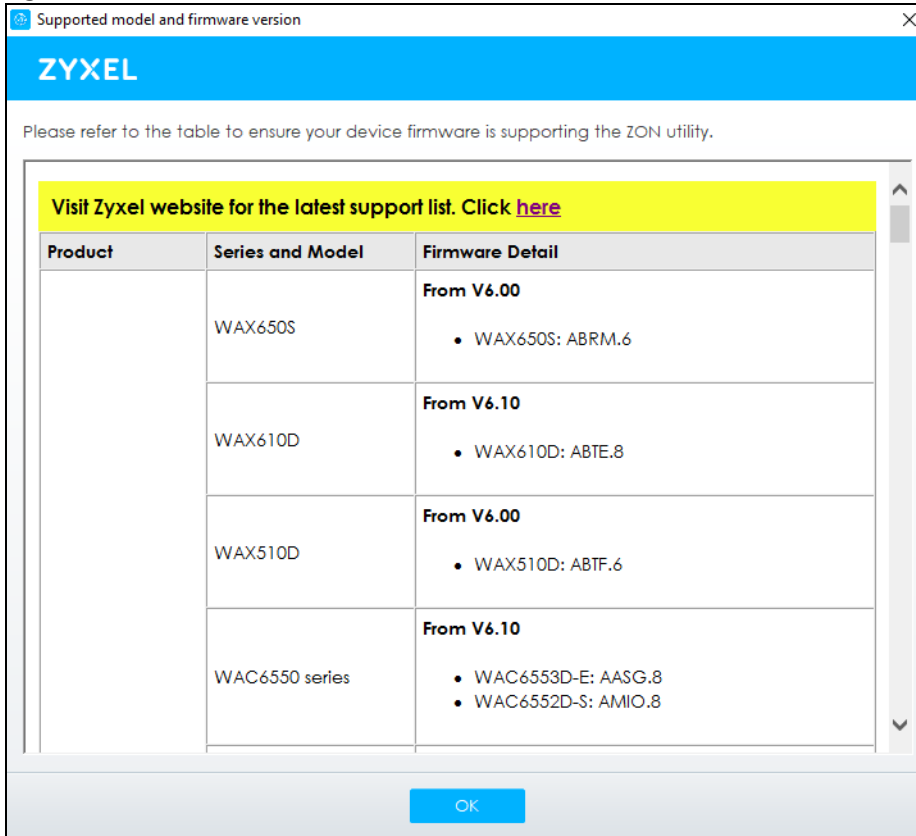 Supported model and firmware version
ZYXEL
Please refer to the table to ensure your device firmware is supporting the ZON utility.
Visit Zyxel website for the latest support list. Click here
Product Series and Model Firmware Detail
WAX650S
From V6.00
• WAX650S: ABRM.6
WAX610D
From V6.10
• WAX610D: ABTE.8
WAX510D
From V6.00
• WAX510D: ABTF.6
WAC6550 series
From V6.10
• WAC6553D-E: AASG.8
• WAC6552D-S: AMIO.8
OK